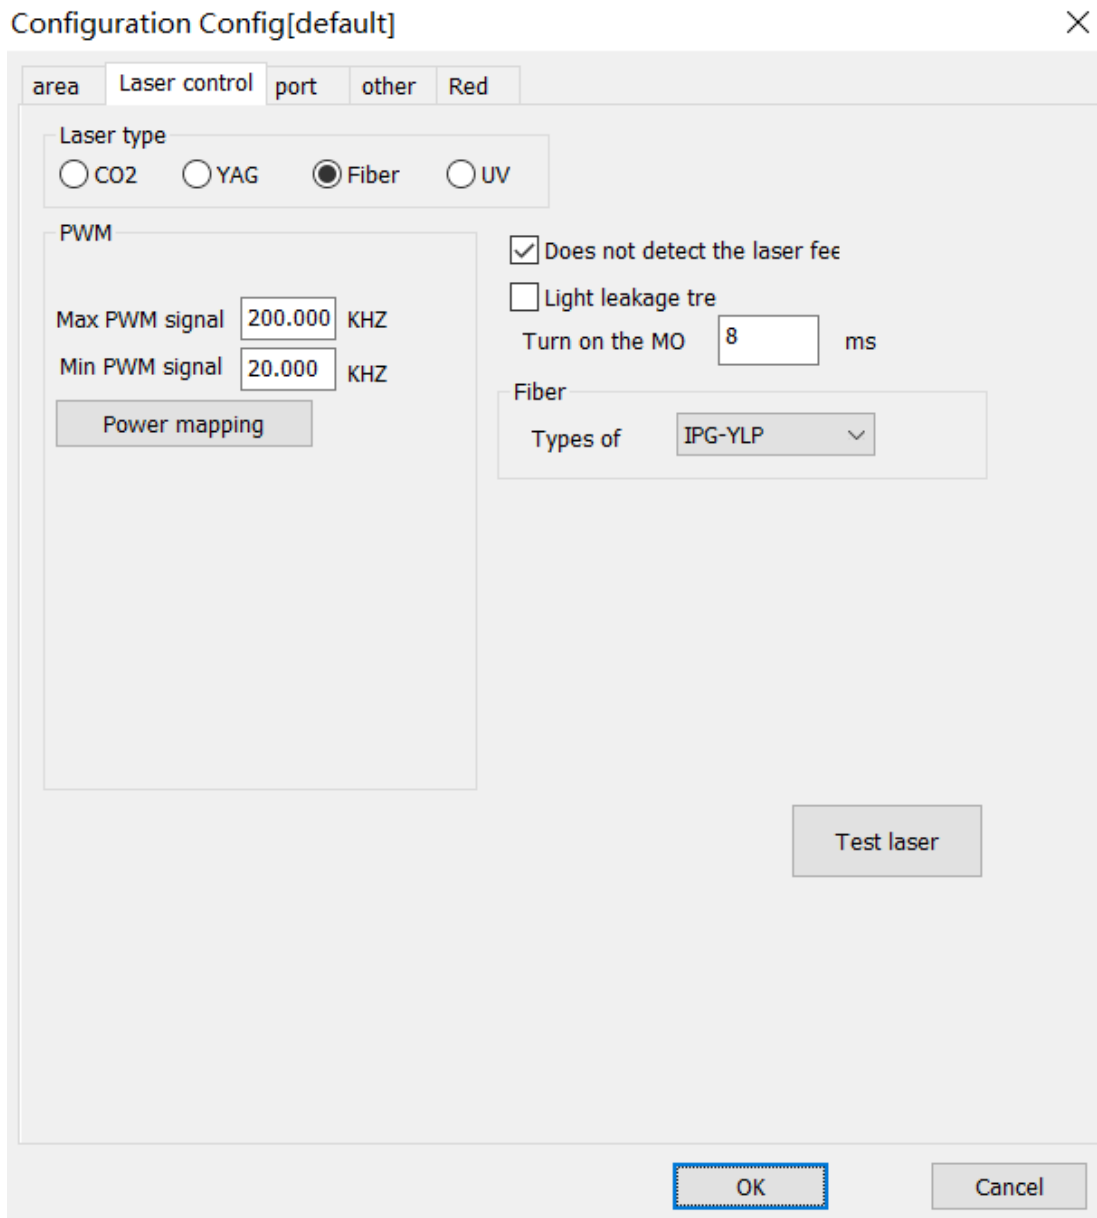 Configuration Config[default]
area Laser control port other Red
Laser type
CO2 YAG Fiber UV
PWM
Does not detect the laser fee
Light leakage tre
Max PWM signal 200.000 KHZ
Turn on the MO 8 ms
Min PWM signal 20.000 KHZ
Fiber
Power mapping
Types of IPG-YLP
Test laser
OK Cancel